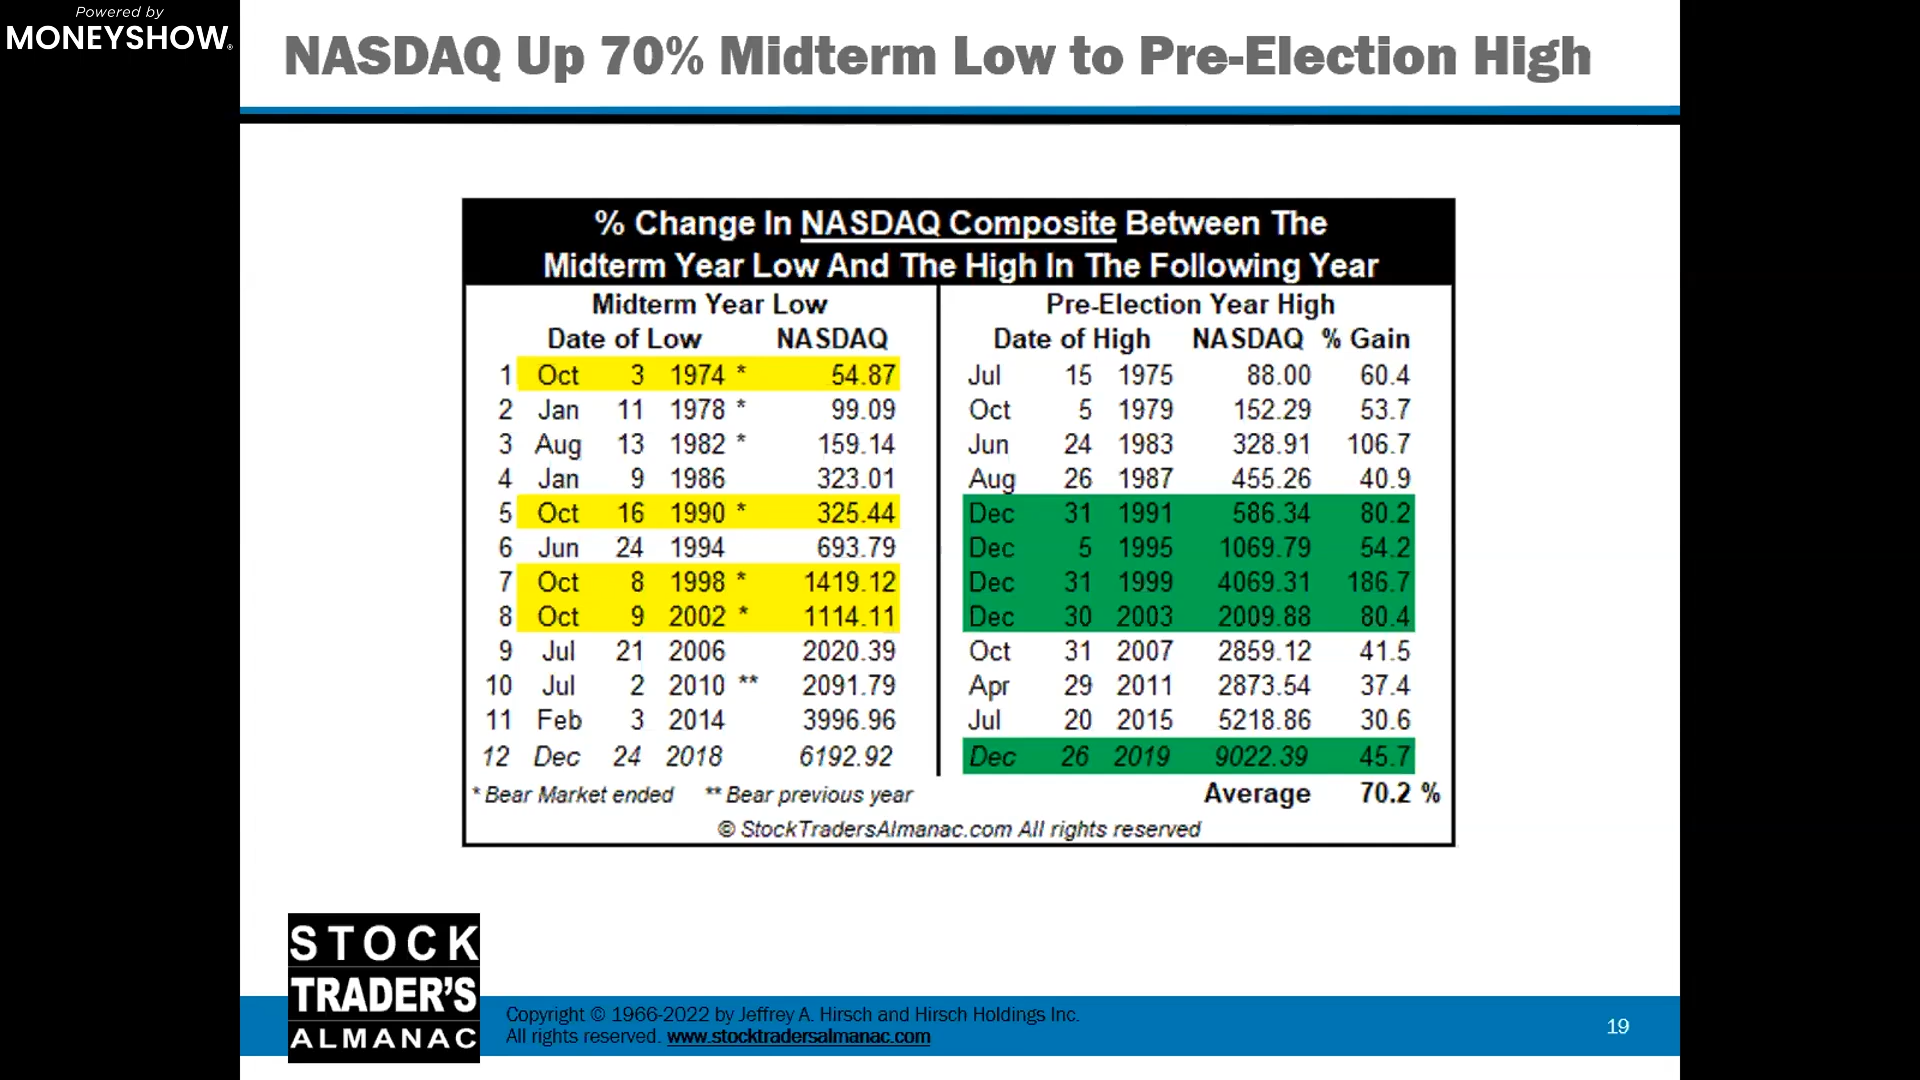 Powered by
MONEYSHOW®
NASDAQ Up 70% Midterm Low to Pre-Election High
% Change In NASDAQ Composite Between The
Midterm Year Low And The High In The Following Year
Midterm Year Low Pre-Election Year High
Date of Low NASDAQ Date of High NASDAQ % Gain
1 Oct 3 1974 * 54.87 Jul 15 1975 88.00 60.4
2 Jan 11 1978 * 99.09 Oct 5 1979 152.29 53.7
3 Aug 13 1982 * 159.14 Jun 24 1983 328.91 106.7
4 Jan 9 1986 323.01 Aug 26 1987 455.26 40.9
5 Oct 16 1990 * 325.44 Dec 31 1991 586.34 80.2
6 Jun 24 1994 693.79 Dec 5 1995 1069.79 54.2
7 Oct 8 1998 * 1419.12 Dec 31 1999 4069.31 186.7
8 Oct 9 2002 * 1114.11 Dec 30 2003 2009.88 80.4
9 Jul 21 2006 2020.39 Oct 31 2007 2859.12 41.5
10 Jul 2 2010 ** 2091.79 Apr 29 2011 2873.54 37.4
11 Feb 3 2014 3996.96 Jul 20 2015 5218.86 30.6
12 Dec 24 2018 6192.92 Dec 26 2019 9022.39 45.7
* Bear Market ended ** Bear previous year Average 70.2 %
© StockTradersAlmanac.com All rights reserved
STOCK
TRADER'S
ALMANAC
Copyright © 1966-2022 by Jeffrey A. Hirsch and Hirsch Holdings Inc.
All rights reserved. www.stocktradersalmanac.com
19